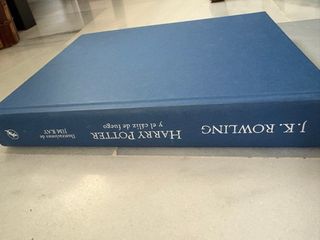 J.K. ROWLING
HARRY POTTER
y el cáliz de fuego
Ilustraciones de
JIM KAY